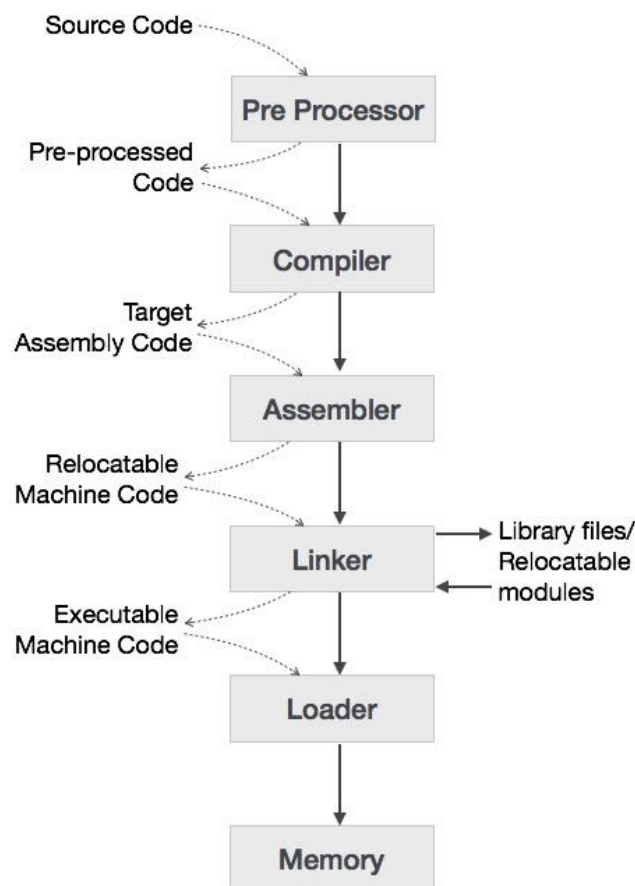 Source Code
Pre Processor
Pre-processed
Code
Compiler
Target
Assembly Code
Assembler
Relocatable
Machine Code
Linker
Library files/
Relocatable
modules
Executable
Machine Code
Loader
Memory